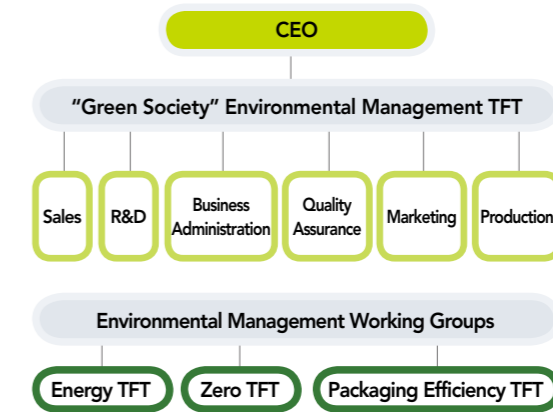 CEO
“Green Society” Environmental Management TFT
Sales
R&D
Business
Administration
Quality
Assurance
Marketing
Production
Environmental Management Working Groups
Energy TFT
Zero TFT
Packaging Efficiency TFT